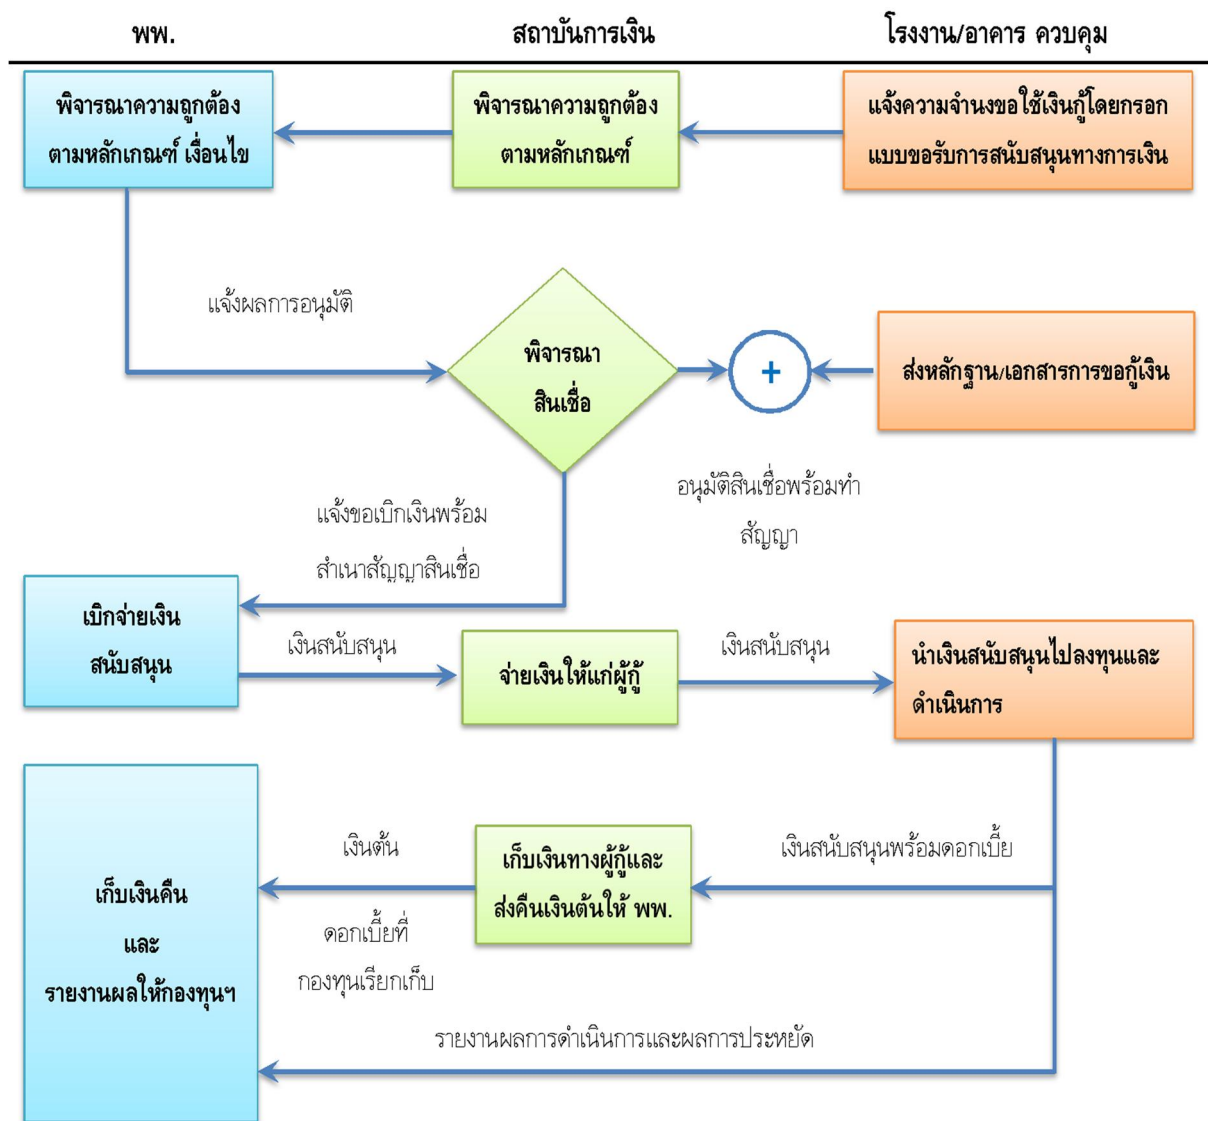 พพ.
สถาบันการเงิน
โรงงาน/อาคาร ควบคุม
พิจารณาความถูกต้อง
ตามหลักเกณฑ์ เงื่อนไข
พิจารณาความถูกต้อง
ตามหลักเกณฑ์
แจ้งความจำนงขอใช้เงินกู้โดยกรอก
แบบขอรับการสนับสนุนทางการเงิน
แจ้งผลการอนุมัติ
พิจารณา
สินเชื่อ
+
ส่งหลักฐาน/เอกสารการขอกู้เงิน
อนุมัติสินเชื่อพร้อมทำ
สัญญา
แจ้งขอเบิกเงินพร้อม
สำเนาสัญญาสินเชื่อ
เบิกจ่ายเงิน
สนับสนุน
เงินสนับสนุน
จ่ายเงินให้แก่ผู้กู้
เงินสนับสนุน
นำเงินสนับสนุนไปลงทุนและ
ดำเนินการ
เก็บเงินคืน
และ
รายงานผลให้กองทุนฯ
เงินต้น
ดอกเบี้ยที่
กองทุนเรียกเก็บ
เก็บเงินทางผู้กู้และ
ส่งคืนเงินต้นให้ พพ.
เงินสนับสนุนพร้อมดอกเบี้ย
รายงานผลการดำเนินการและผลการประหยัด